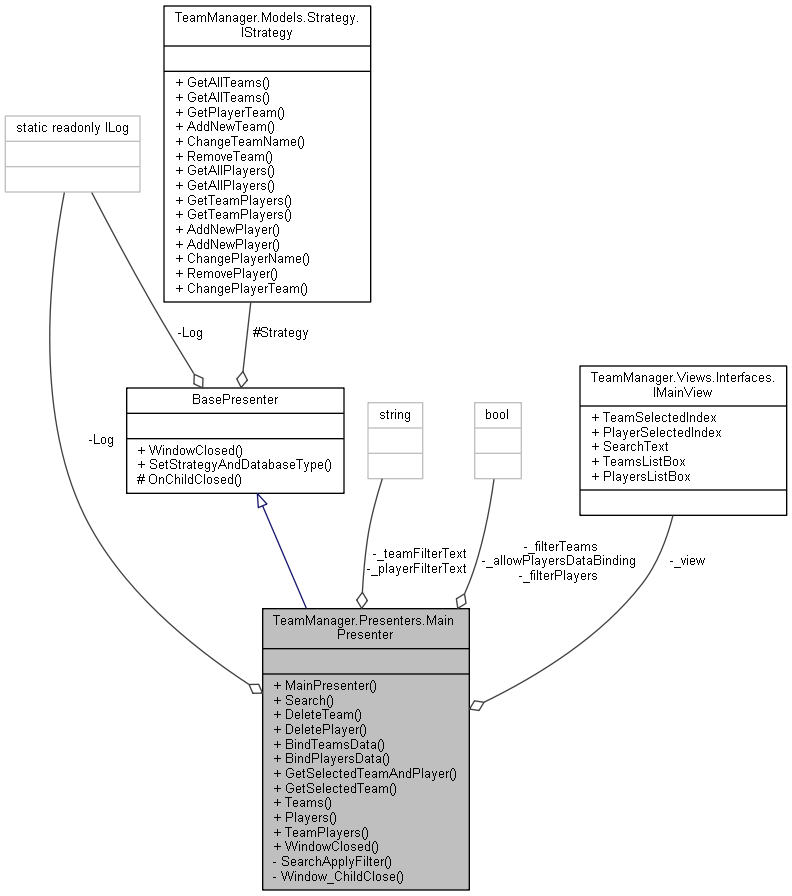 TeamManager.Models.Strategy.
IStrategy
+ GetAllTeams()
+ GetAllTeams()
+ GetPlayerTeam()
+ AddNewTeam()
+ ChangeTeamName()
+ RemoveTeam()
+ GetAllPlayers()
+ GetAllPlayers()
+ GetTeamPlayers()
+ GetTeamPlayers()
+ AddNewPlayer()
+ AddNewPlayer()
+ ChangePlayerName()
+ RemovePlayer()
+ ChangePlayerTeam()
static readonly ILog
-Log
#Strategy
BasePresenter
+ WindowClosed()
+ SetStrategyAndDatabaseType()
# OnChildClosed()
string
bool
TeamManager.Views.Interfaces.
IMainView
+ TeamSelectedIndex
+ PlayerSelectedIndex
+ SearchText
+ TeamsListBox
+ PlayersListBox
-Log
-_teamFilterText
-_playerFilterText
-_filterTeams
-_allowPlayersDataBinding
-_filterPlayers
-_view
TeamManager.Presenters.Main
Presenter
+ MainPresenter()
+ Search()
+ DeleteTeam()
+ DeletePlayer()
+ BindTeamsData()
+ BindPlayersData()
+ GetSelectedTeamAndPlayer()
+ GetSelectedTeam()
+ Teams()
+ Players()
+ TeamPlayers()
+ WindowClosed()
- SearchApplyFilter()
- Window_ChildClose()